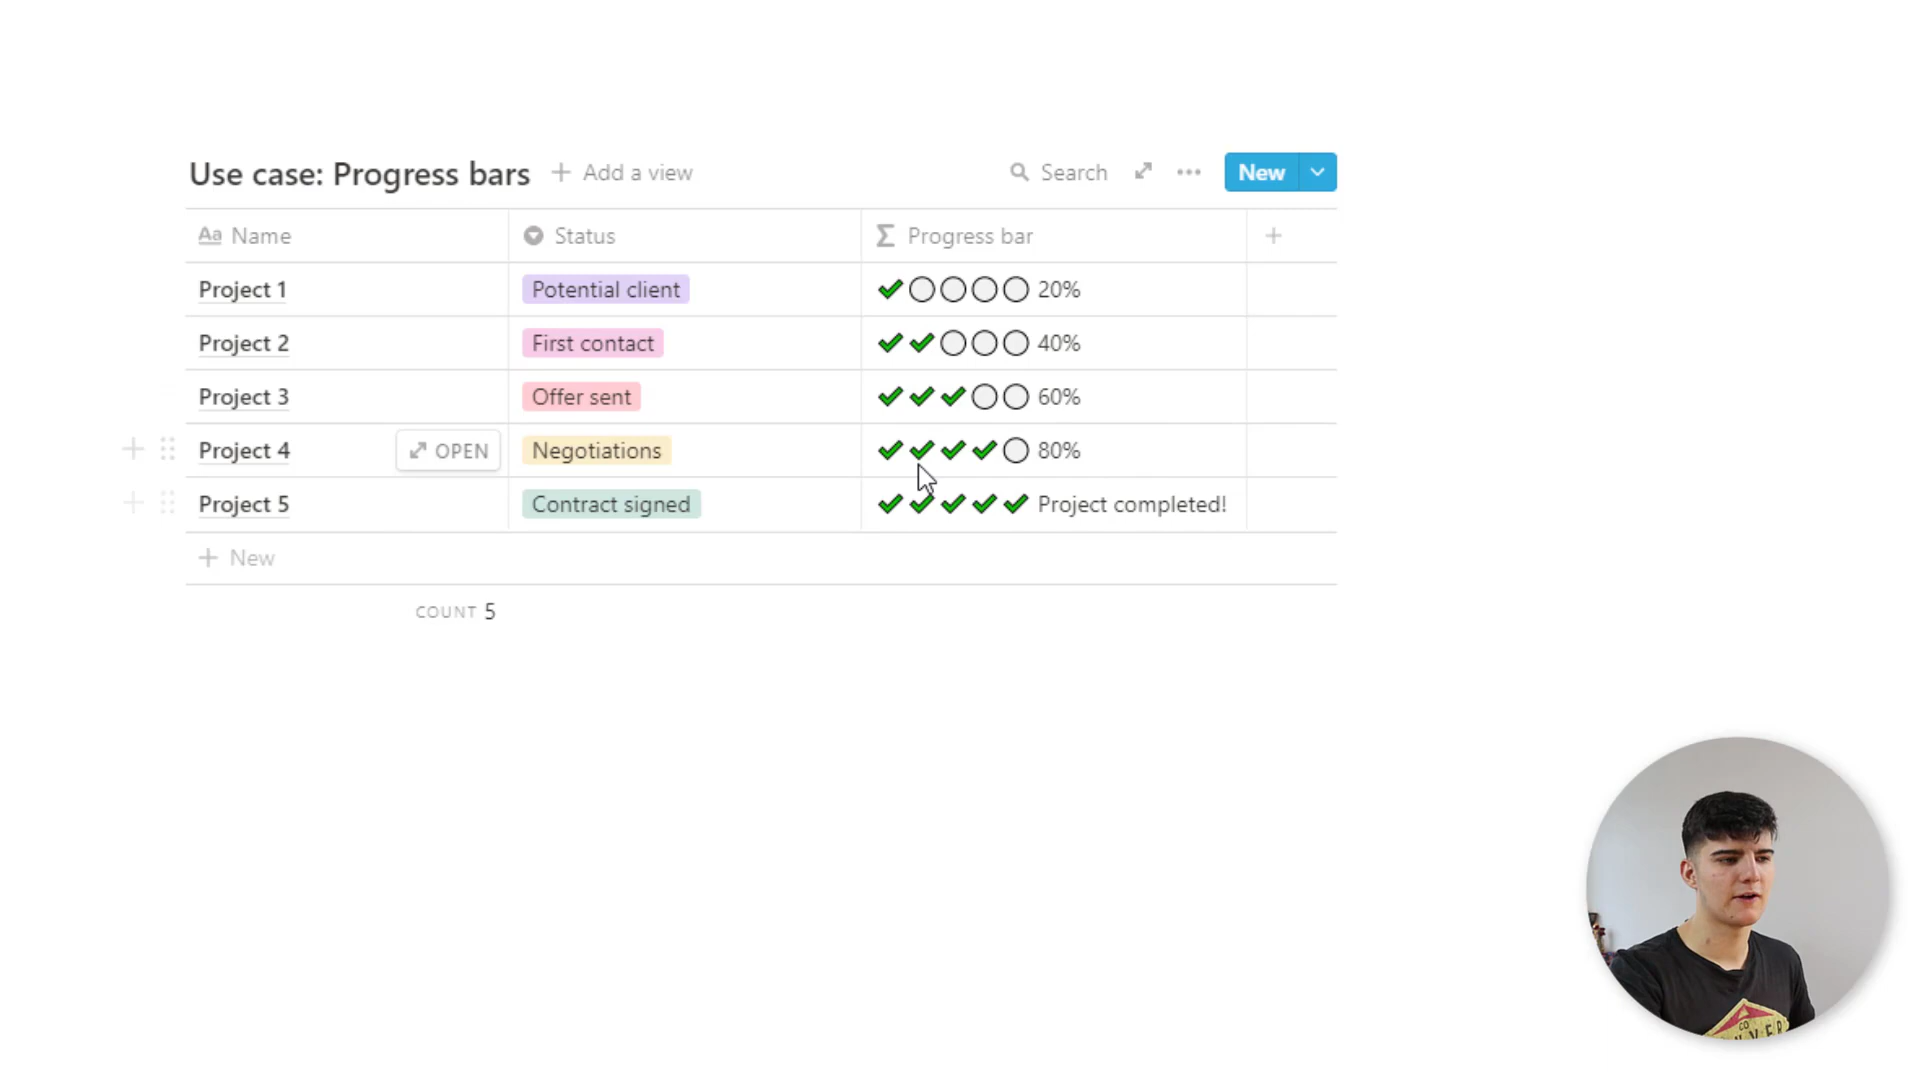 Use case: Progress bars + Add a view Search ••• New
Aa Name Status Σ Progress bar +
Project 1 Potential client ✔◯◯◯◯ 20%
Project 2 First contact ✔✔◯◯◯ 40%
Project 3 Offer sent ✔✔✔◯◯ 60%
Project 4 OPEN Negotiations ✔✔✔✔◯ 80%
Project 5 Contract signed ✔✔✔✔✔ Project completed!
+ New
COUNT 5
CO